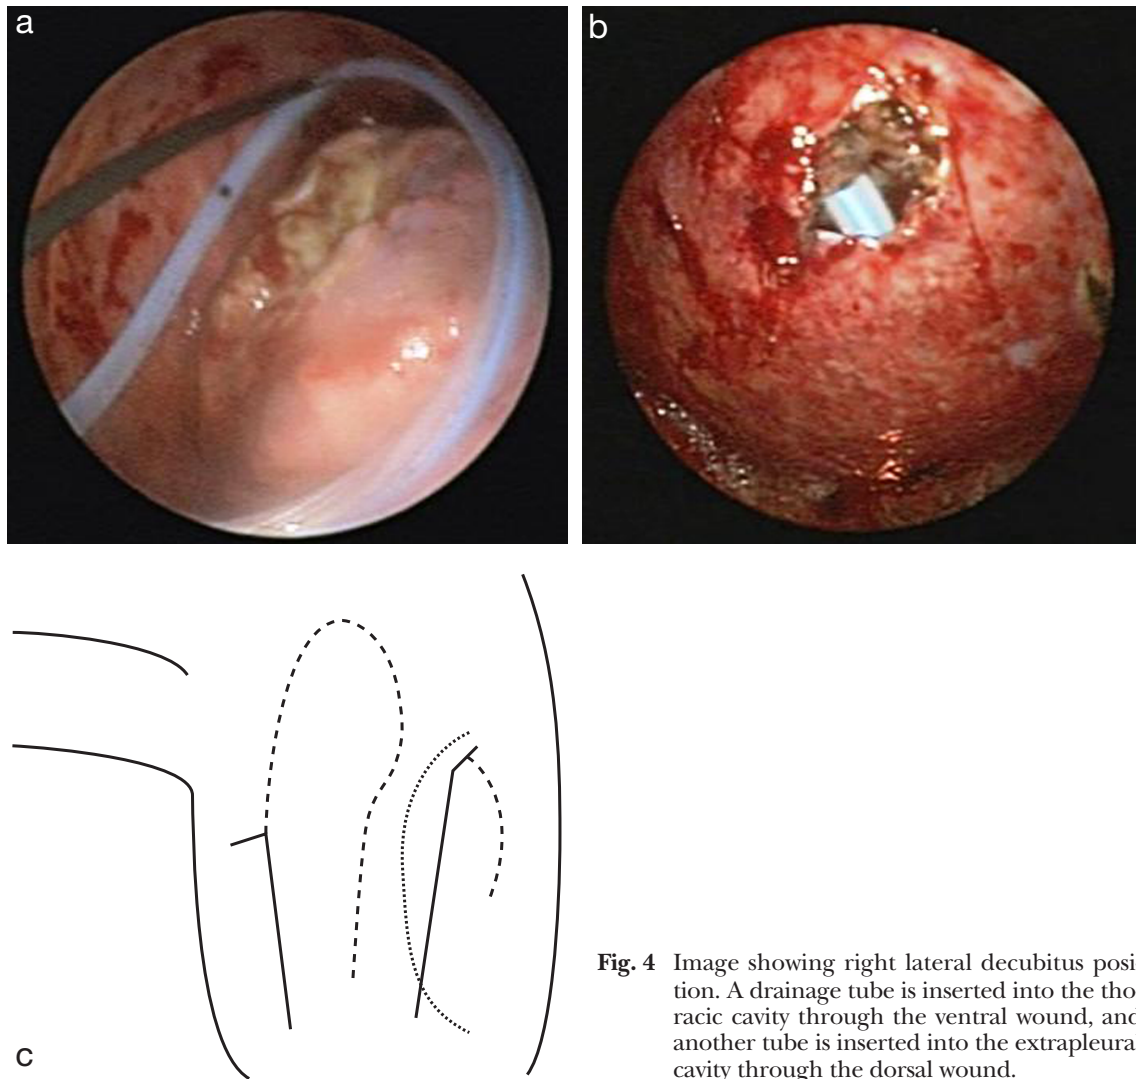 a
b
c
Fig. 4 Image showing right lateral decubitus posi-
tion. A drainage tube is inserted into the tho-
racic cavity through the ventral wound, and
another tube is inserted into the extrapleura
cavity through the dorsal wound.